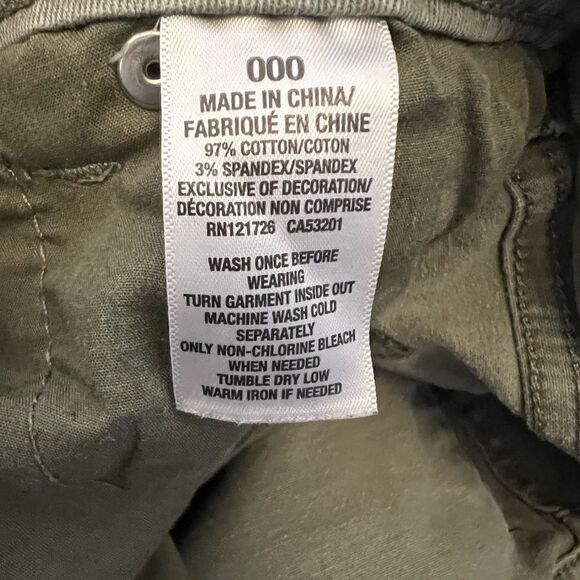 000
MADE IN CHINA/
FABRIQUÉ EN CHINE
97% COTTON/COTON
3% SPANDEX/SPANDEX
EXCLUSIVE OF DECORATION/
DÉCORATION NON COMPRISE
RN121726 CA53201
WASH ONCE BEFORE
WEARING
TURN GARMENT INSIDE OUT
MACHINE WASH COLD
SEPARATELY
ONLY NON-CHLORINE BLEACH
WHEN NEEDED
TUMBLE DRY LOW
WARM IRON IF NEEDED